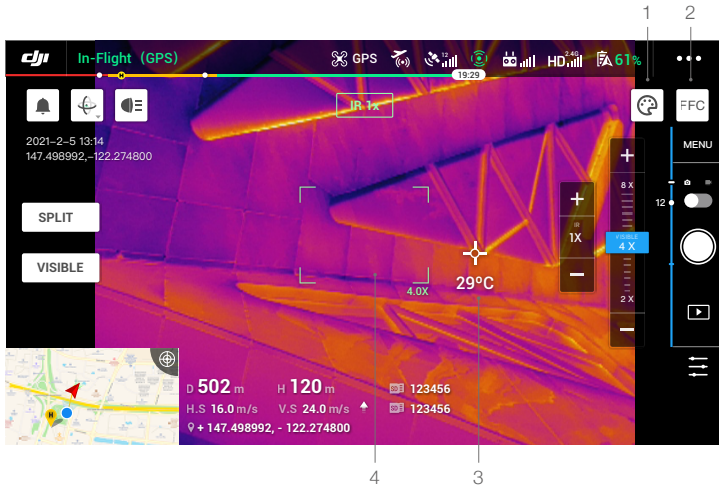 1 2
dji In-Flight (GPS) GPS 12 HD 2.4G 61%
19:29
IR 1x FFC
2021-2-5 13:14
147.498992,-122.274800
MENU
8 X
12
SPLIT
IR
1X
VISIBLE
4 X
VISIBLE
29°C
4.0X
2 X
D 502 m H 120 m 123456
H.S 16.0 m/s V.S 24.0 m/s 123456
+ 147.498992, - 122.274800
H
H
4 3